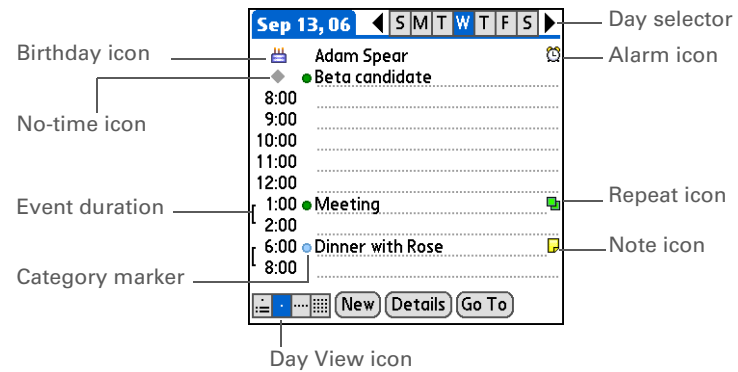 Sep 13, 06 S M T W T F S Day selector
Birthday icon Adam Spear Alarm icon
Beta candidate
No-time icon
8:00
9:00
10:00
11:00
12:00
Event duration 1:00 Meeting Repeat icon
2:00
6:00 Dinner with Rose Note icon
Category marker 8:00
New Details Go To
Day View icon